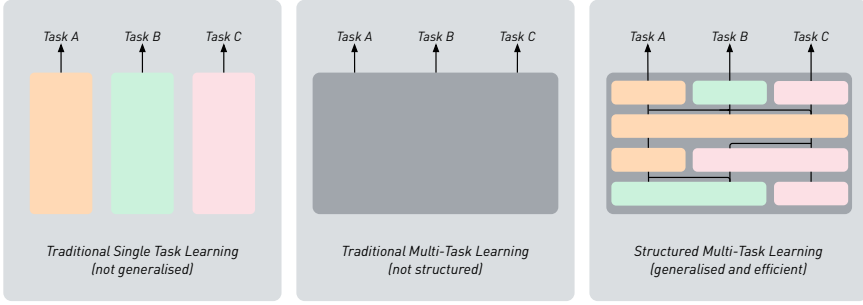 Task A
Task B
Task C
Traditional Single Task Learning
(not generalised)
Task A
Task B
Task C
Traditional Multi-Task Learning
(not structured)
Task A
Task B
Task C
Structured Multi-Task Learning
(generalised and efficient)